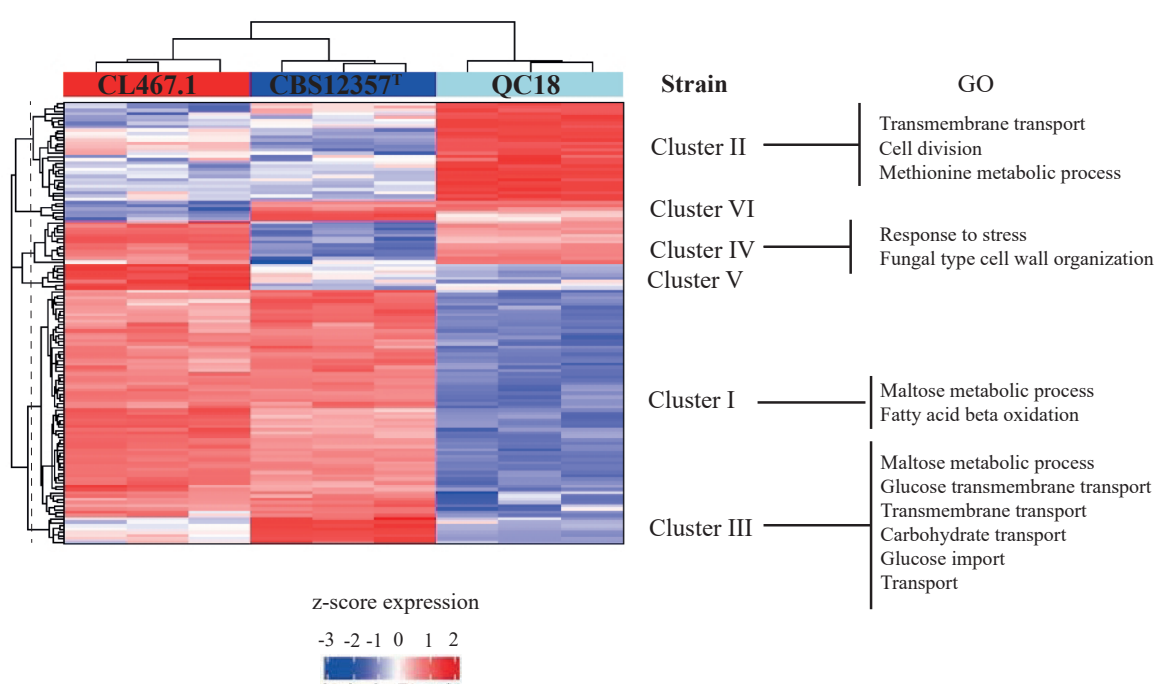 CL467.1 CBS12357ᵀ QC18 Strain GO
Cluster II
Transmembrane transport
Cell division
Methionine metabolic process
Cluster VI
Cluster IV
Response to stress
Fungal type cell wall organization
Cluster V
Cluster I
Maltose metabolic process
Fatty acid beta oxidation
Cluster III
Maltose metabolic process
Glucose transmembrane transport
Transmembrane transport
Carbohydrate transport
Glucose import
Transport
z-score expression
-3 -2 -1 0 1 2